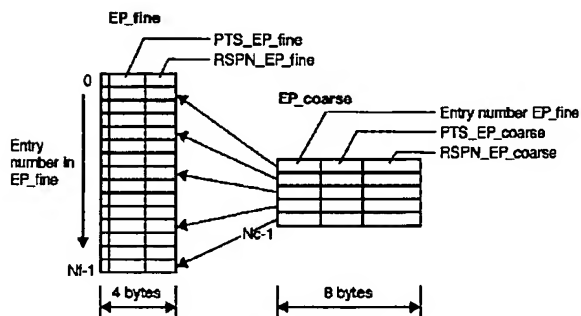 EP_fine
PTS_EP_fine
RSPN_EP_fine
0
EP_coarse
Entry number EP_fine
PTS_EP_coarse
RSPN_EP_coarse
Entry
number in
EP_fine
Nc-1
Nf-1
4 bytes
8 bytes